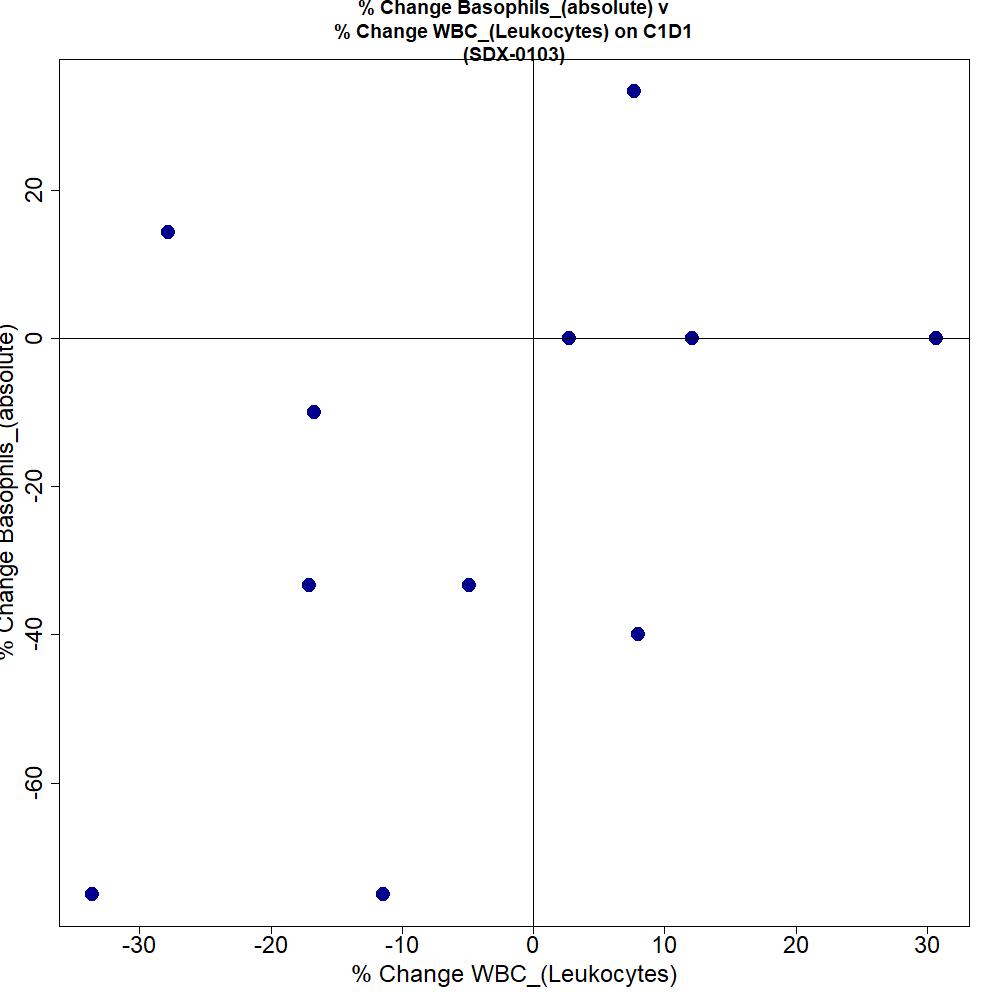 % Change Basophils_(absolute) v
% Change WBC_(Leukocytes) on C1D1
(SDX-0103)
% Change Basophils_(absolute)
20
0
-20
-40
-60
-30
-20
-10
0
10
20
30
% Change WBC_(Leukocytes)